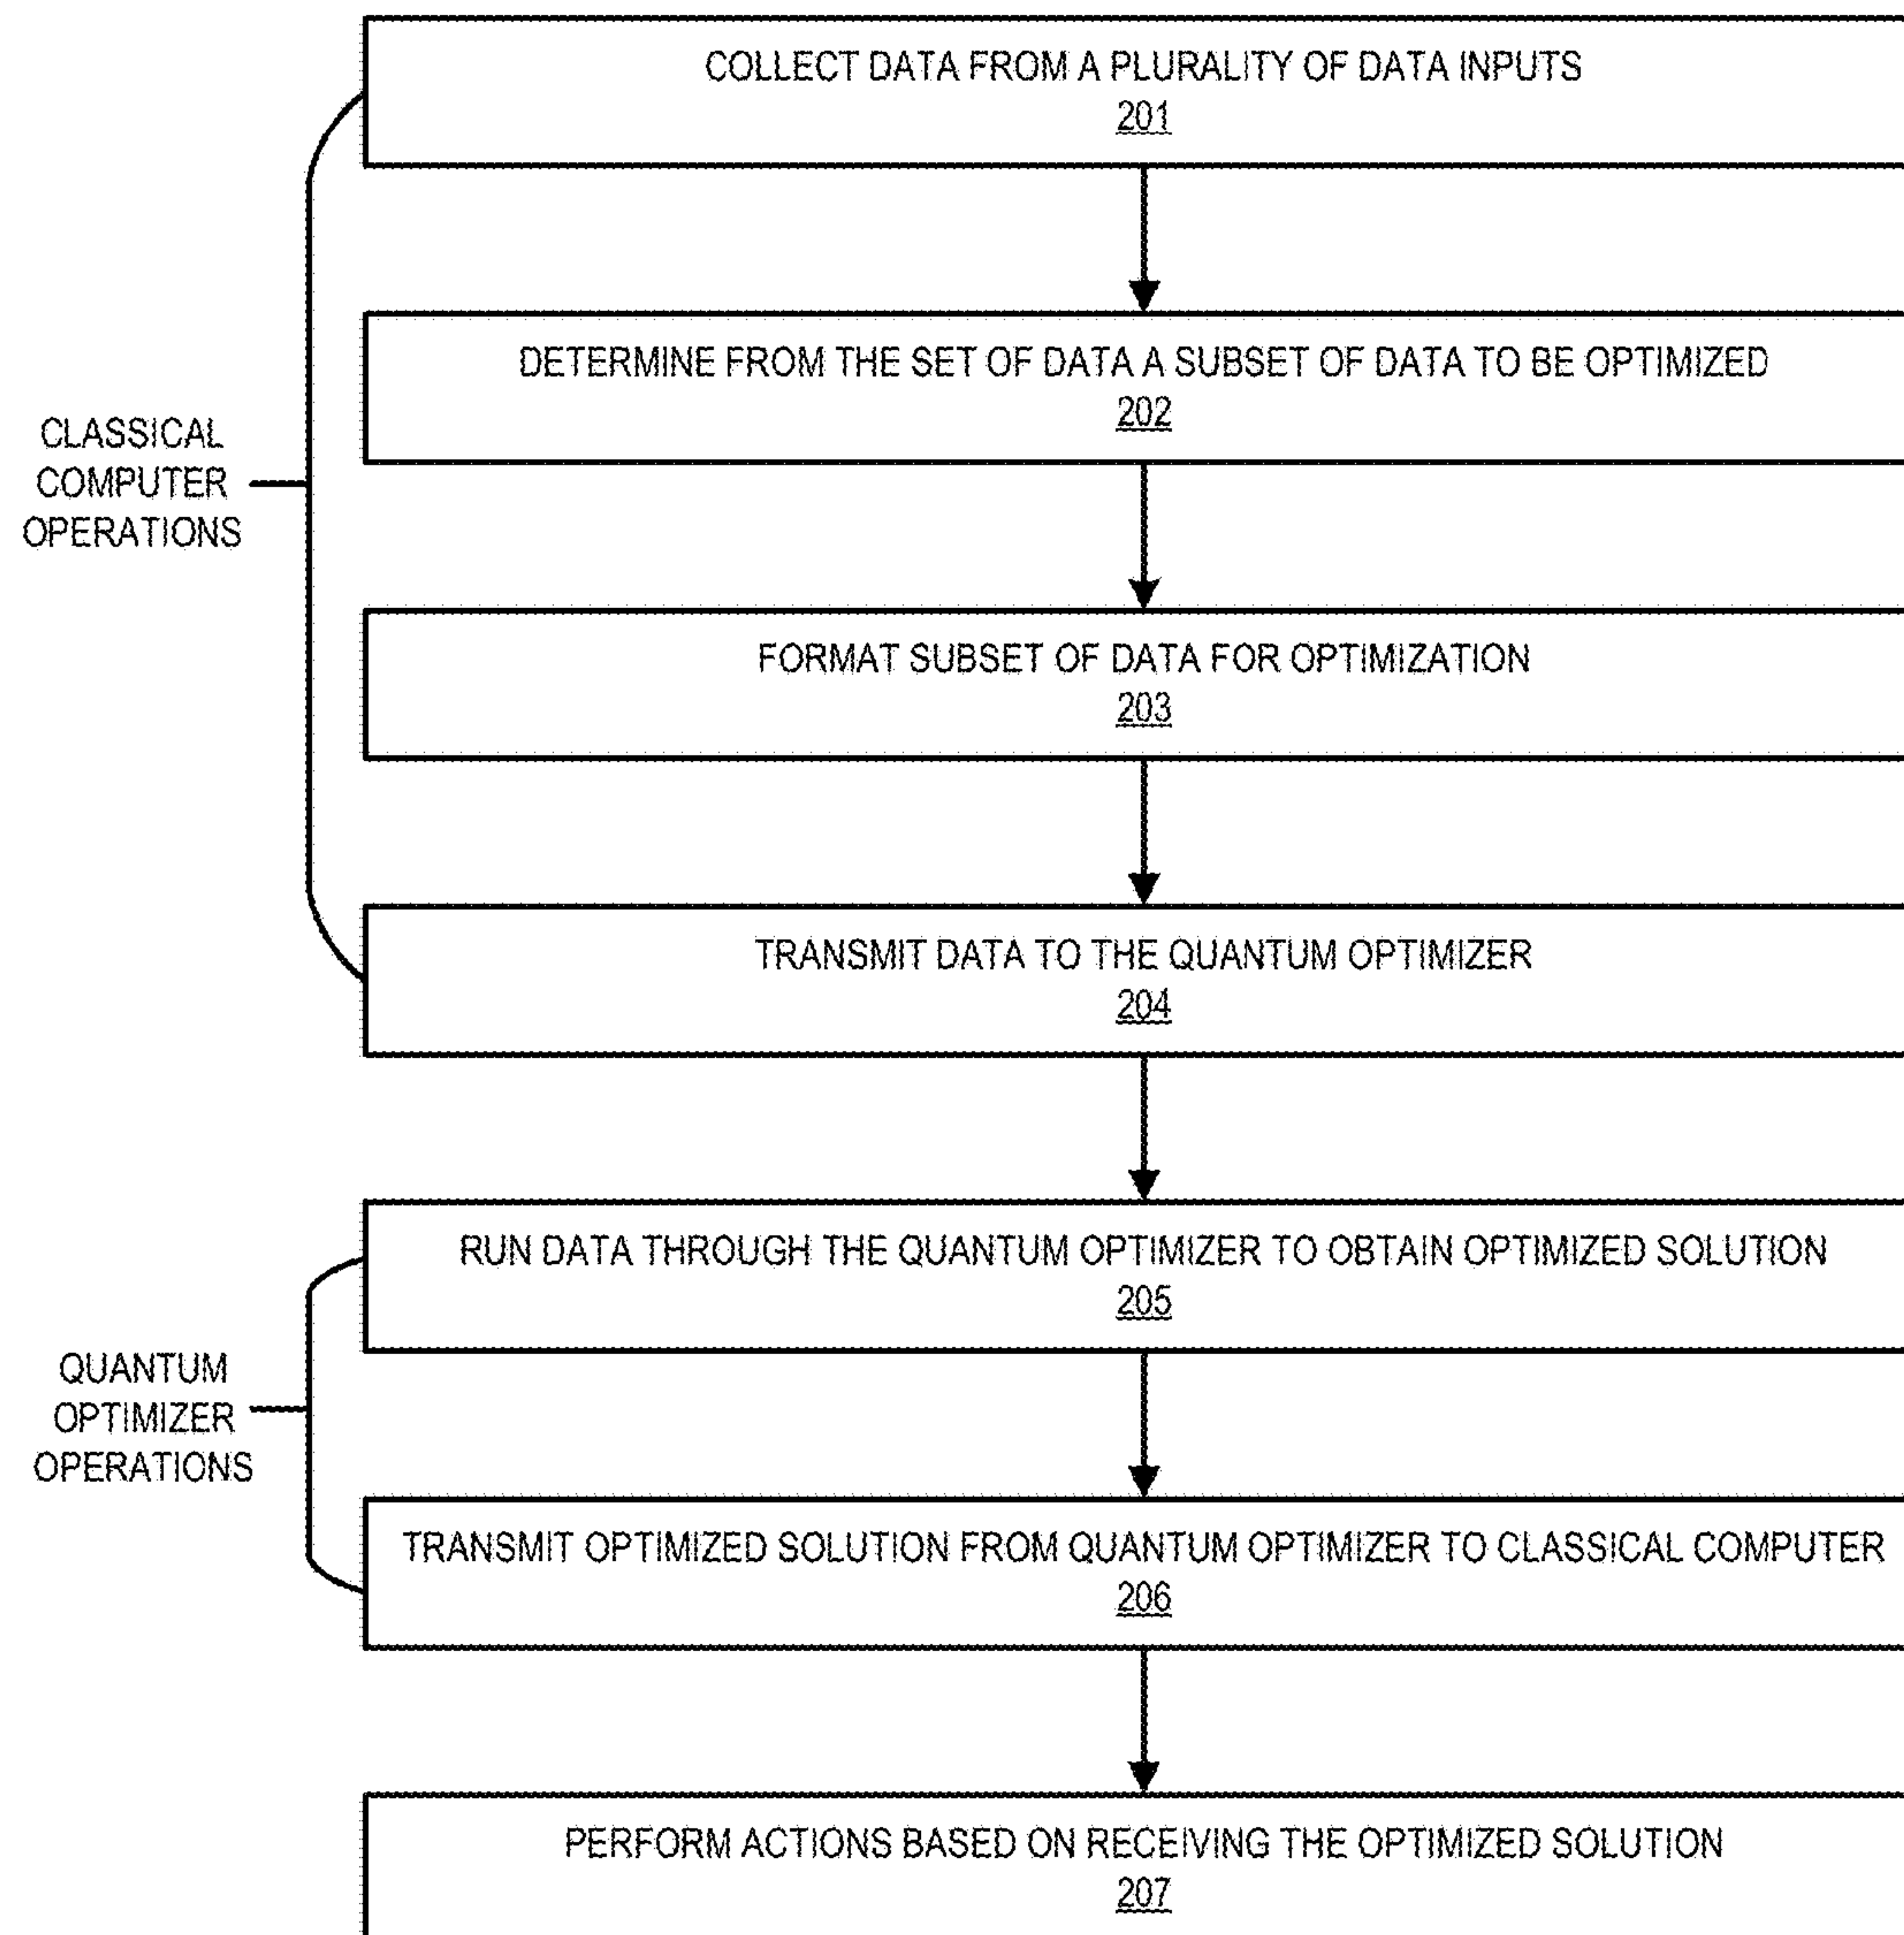 COLLECT DATA FROM A PLURALITY OF DATA INPUTS
201
DETERMINE FROM THE SET OF DATA A SUBSET OF DATA TO BE OPTIMIZED
202
CLASSICAL
COMPUTER
OPERATIONS
FORMAT SUBSET OF DATA FOR OPTIMIZATION
203
TRANSMIT DATA TO THE QUANTUM OPTIMIZER
204
RUN DATA THROUGH THE QUANTUM OPTIMIZER TO OBTAIN OPTIMIZED SOLUTION
205
QUANTUM
OPTIMIZER
OPERATIONS
TRANSMIT OPTIMIZED SOLUTION FROM QUANTUM OPTIMIZER TO CLASSICAL COMPUTER
206
PERFORM ACTIONS BASED ON RECEIVING THE OPTIMIZED SOLUTION
207